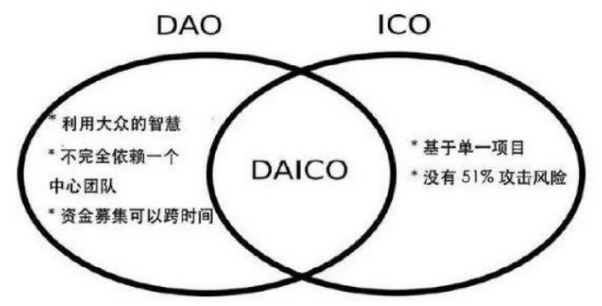 DAO
ICO
* 利用大众的智慧
* 不完全依赖一个
中心团队
* 资金募集可以跨时间
DAICO
* 基于单一项目
* 没有 51% 攻击风险